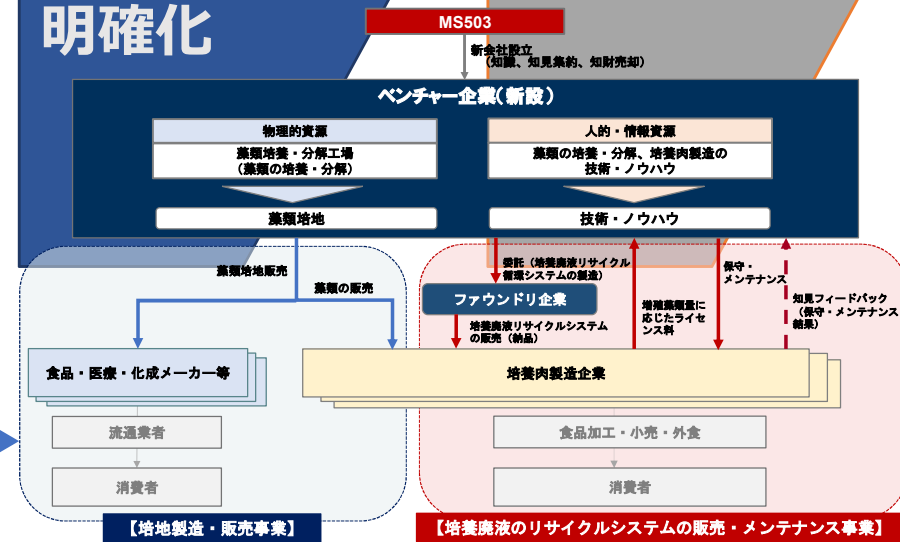 明確化
MS503
新会社設立
（知識、知見集約、知財売却）
ベンチャー企業（新設）
物理的資源
藻類培養・分解工場
（藻類の培養・分解）
藻類培地
人的・情報資源
藻類の培養・分解、培養肉製造の
技術・ノウハウ
技術・ノウハウ
藻類培地販売
藻類の販売
委託（培養廃液リサイクル
循環システムの製造）
ファウンドリ企業
培養廃液リサイクルシステム
の販売（納品）
増殖藻類量に
応じたライセ
ンス料
保守・
メンテナンス
知見フィードバック
（保守・メンテナンス
結果）
食品・医療・化成メーカー等
培養肉製造企業
流通業者
消費者
食品加工・小売・外食
消費者
【培地製造・販売事業】
【培養廃液のリサイクルシステムの販売・メンテナンス事業】